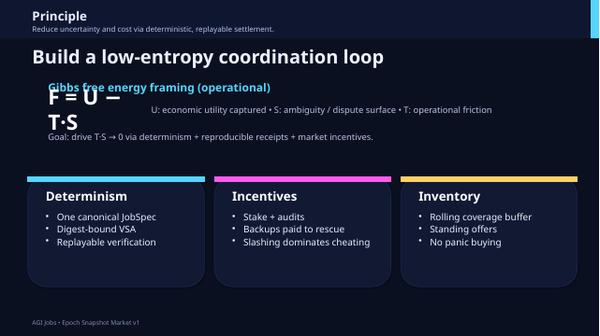 Principle
Reduce uncertainty and cost via deterministic, replayable settlement.
Build a low-entropy coordination loop
Gibbs free energy framing (operational)
F = U −
T·S
U: economic utility captured • S: ambiguity / dispute surface • T: operational friction
Goal: drive T·S → 0 via determinism + reproducible receipts + market incentives.
Determinism
• One canonical JobSpec
• Digest-bound VSA
• Replayable verification
Incentives
• Stake + audits
• Backups paid to rescue
• Slashing dominates cheating
Inventory
• Rolling coverage buffer
• Standing offers
• No panic buying
AGI Jobs • Epoch Snapshot Market v1